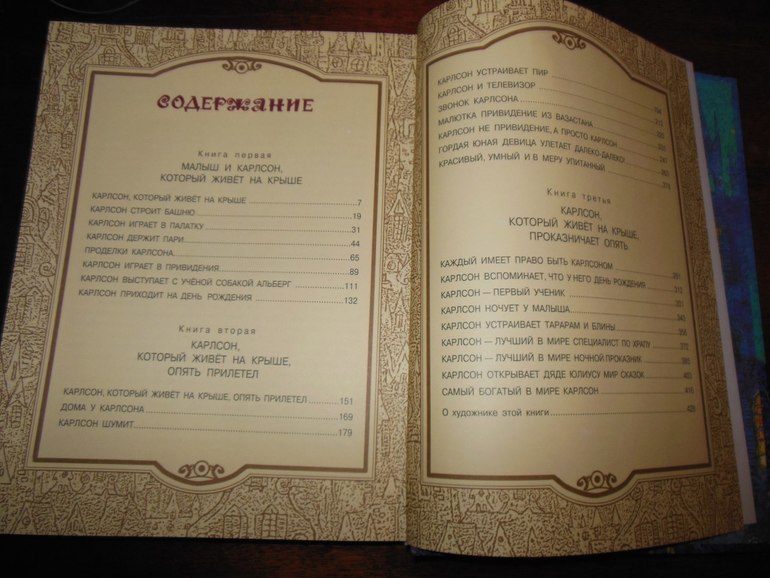 СОДЕРЖАНИЕ
Книга первая
МАЛЫШ И КАРЛСОН,
КОТОРЫЙ ЖИВЁТ НА КРЫШЕ
КАРЛСОН, КОТОРЫЙ ЖИВЁТ НА КРЫШЕ 7
КАРЛСОН СТРОИТ БАШНЮ 19
КАРЛСОН ИГРАЕТ В ПАЛАТКУ 31
КАРЛСОН ДЕРЖИТ ПАРИ 44
ПРОДЕЛКИ КАРЛСОНА 65
КАРЛСОН ИГРАЕТ В ПРИВИДЕНИЯ 89
КАРЛСОН ВЫСТУПАЕТ С УЧЁНОЙ СОБАКОЙ АЛЬБЕРГ 111
КАРЛСОН ПРИХОДИТ НА ДЕНЬ РОЖДЕНИЯ 132
Книга вторая
КАРЛСОН,
КОТОРЫЙ ЖИВЁТ НА КРЫШЕ,
ОПЯТЬ ПРИЛЕТЕЛ
КАРЛСОН, КОТОРЫЙ ЖИВЁТ НА КРЫШЕ, ОПЯТЬ ПРИЛЕТЕЛ 151
ДОМА У КАРЛСОНА 169
КАРЛСОН ШУМИТ 179
КАРЛСОН УСТРАИВАЕТ ПИР
КАРЛСОН И ТЕЛЕВИЗОР
ЗВОНОК КАРЛСОНА
МАЛЮТКА ПРИВИДЕНИЕ ИЗ ВАЗАСТАНА
КАРЛСОН НЕ ПРИВИДЕНИЕ, А ПРОСТО КАРЛСОН
ГОРДАЯ ЮНАЯ ДЕВИЦА УЛЕТАЕТ ДАЛЕКО-ДАЛЕКО!
КРАСИВЫЙ, УМНЫЙ И В МЕРУ УПИТАННЫЙ
Книга третья
КАРЛСОН,
КОТОРЫЙ ЖИВЁТ НА КРЫШЕ,
ПРОКАЗНИЧАЕТ ОПЯТЬ
КАЖДЫЙ ИМЕЕТ ПРАВО БЫТЬ КАРЛСОНОМ
КАРЛСОН ВСПОМИНАЕТ, ЧТО У НЕГО ДЕНЬ РОЖДЕНИЯ
КАРЛСОН — ПЕРВЫЙ УЧЕНИК
КАРЛСОН НОЧУЕТ У МАЛЫША
КАРЛСОН УСТРАИВАЕТ ТАРАРАМ И БЛИНЫ
КАРЛСОН — ЛУЧШИЙ В МИРЕ СПЕЦИАЛИСТ ПО ХРАПУ
КАРЛСОН — ЛУЧШИЙ В МИРЕ НОЧНОЙ ПРОКАЗНИК
КАРЛСОН ОТКРЫВАЕТ ДЯДЕ ЮЛИУСУ МИР СКАЗОК
САМЫЙ БОГАТЫЙ В МИРЕ КАРЛСОН
О художнике этой книги